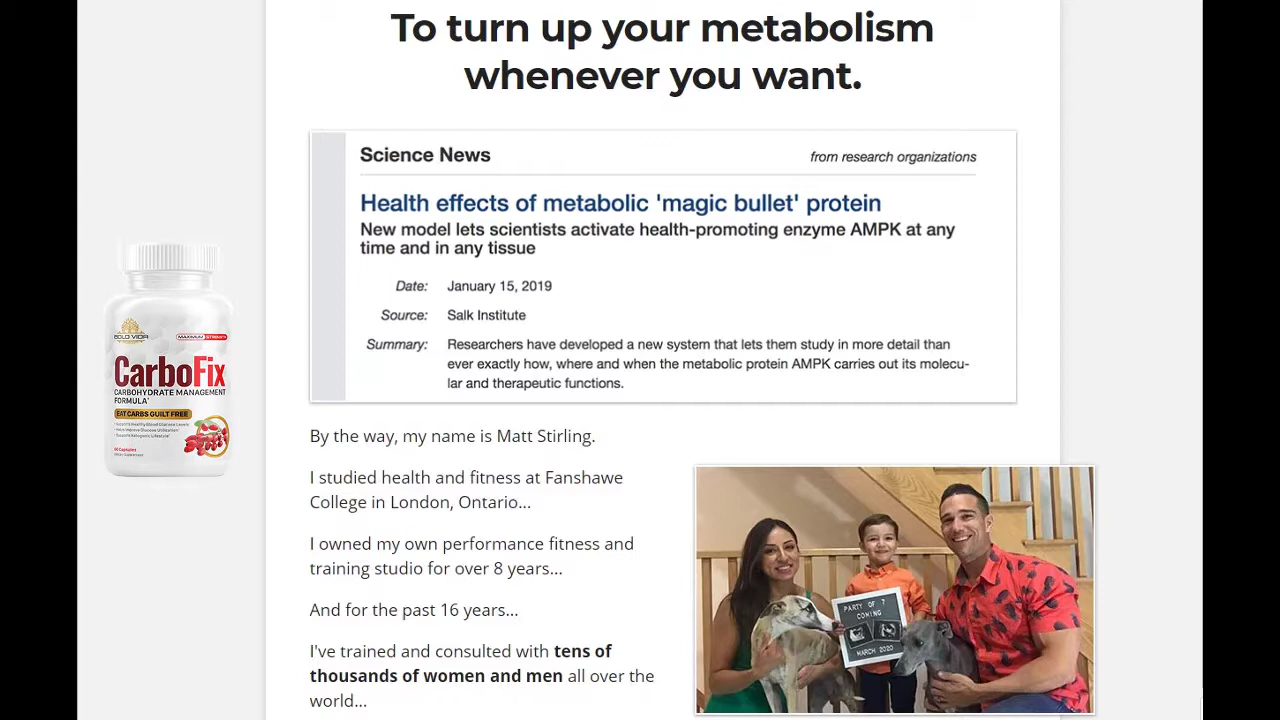 To turn up your metabolism
whenever you want.
Science News
from research organizations
Health effects of metabolic 'magic bullet' protein
New model lets scientists activate health-promoting enzyme AMPK at any
time and in any tissue
Date: January 15, 2019
Source: Salk Institute
Summary: Researchers have developed a new system that lets them study in more detail than
ever exactly how, where and when the metabolic protein AMPK carries out its molecu-
lar and therapeutic functions.
GOLD VIDA
MAXIMUM STRENGTH
CarboFix
CARBOHYDRATE MANAGEMENT
FORMULA*
EAT CARBS GUILT FREE
By the way, my name is Matt Stirling.
I studied health and fitness at Fanshawe
College in London, Ontario...
I owned my own performance fitness and
training studio for over 8 years...
And for the past 16 years...
I've trained and consulted with tens of
thousands of women and men all over the
world...
PARTY OF 7
COMING
MARCH 2020